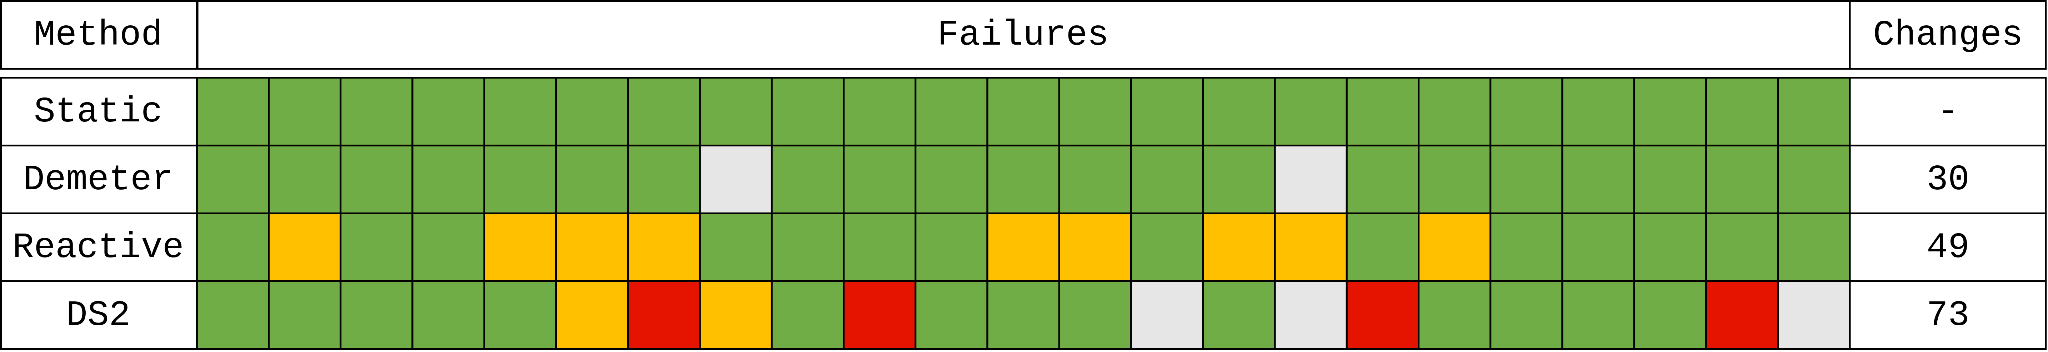 Method Failures Changes
Static -
Demeter 30
Reactive 49
DS2 73